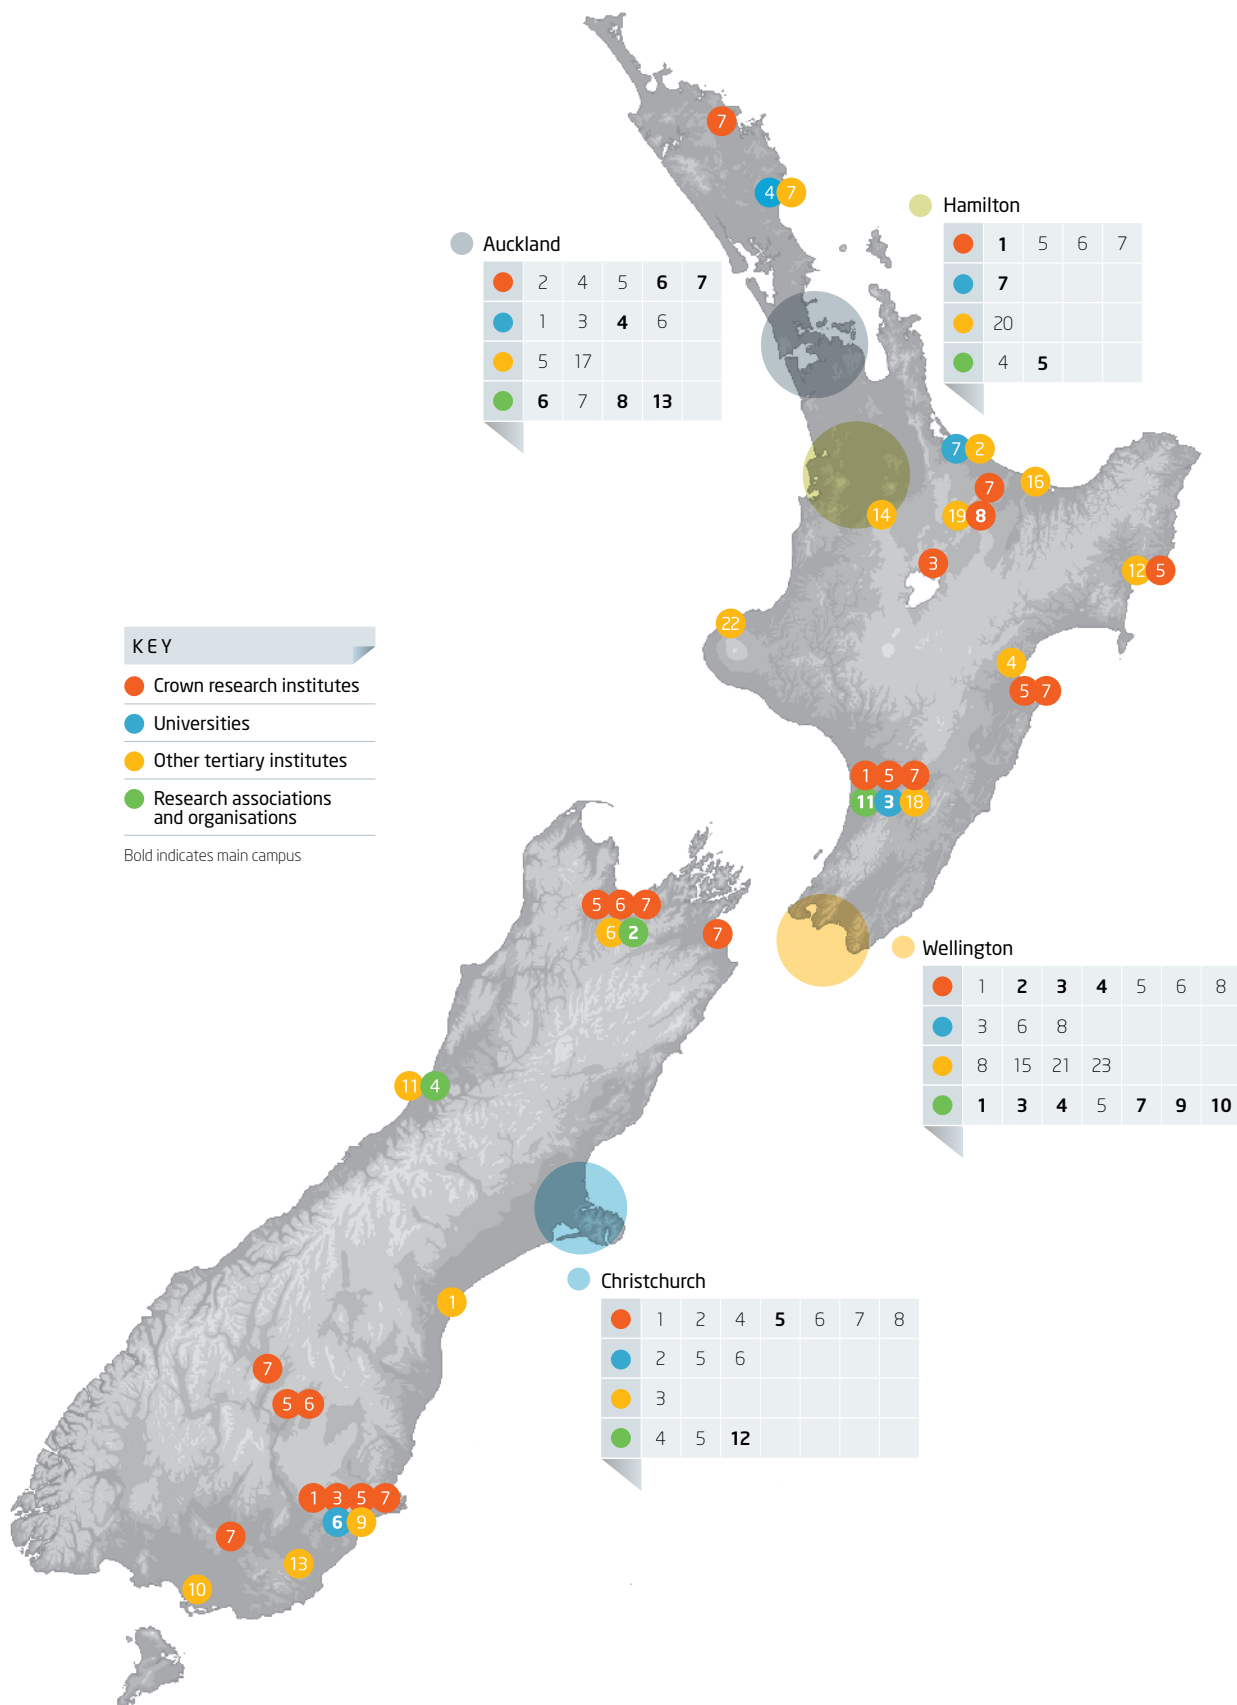 7
4 7
Hamilton
1 5 6 7
7
20
4 5
Auckland
2 4 5 6 7
1 3 4 6
5 17
6 7 8 13
7 2
16
7
14
19 8
3
12 5
22
4
5 7
KEY
Crown research institutes
Universities
Other tertiary institutes
Research associations
and organisations
Bold indicates main campus
1 5 7
11 3 18
5 6 7
6 2
7
Wellington
1 2 3 4 5 6 8
3 6 8
8 15 21 23
1 3 4 5 7 9 10
11 4
Christchurch
1 2 4 5 6 7 8
2 5 6
3
4 5 12
1
7
5 6
1 3 5 7
6 9
7
13
10